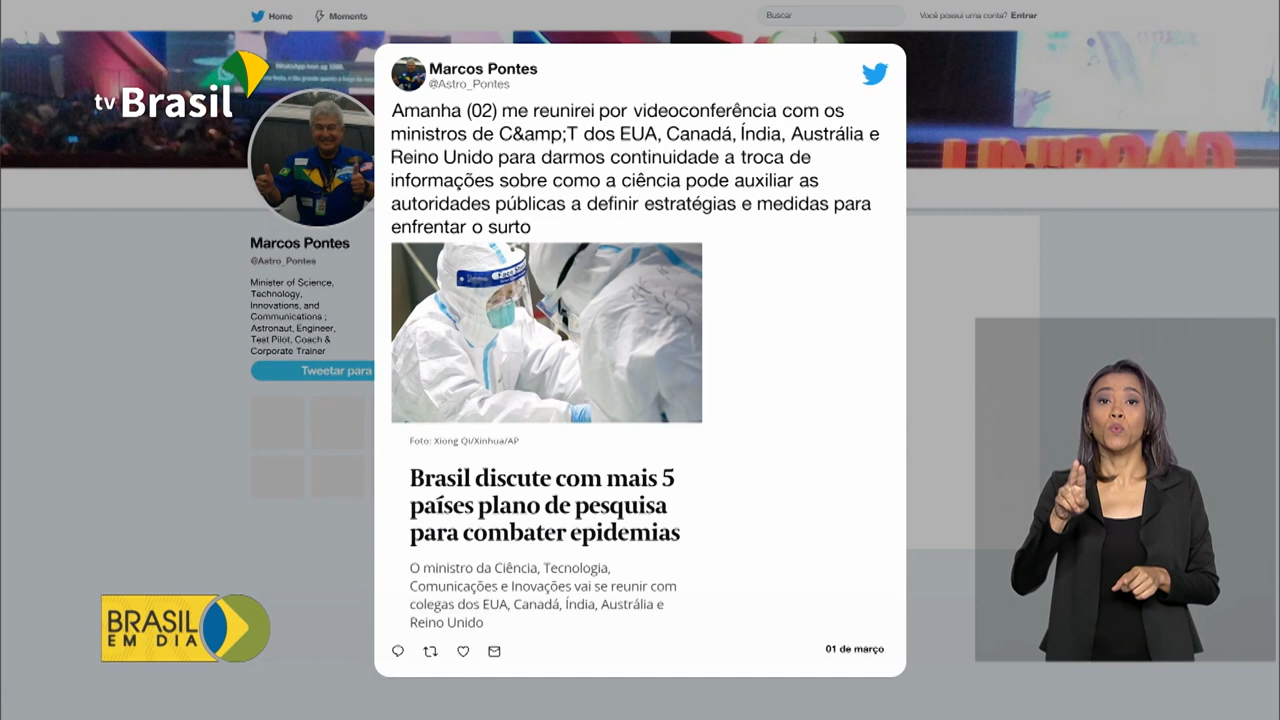 Home
Moments
Buscar
Você possui uma conta? Entrar
tv Brasil
Marcos Pontes
@Astro_Pontes
Amanha (02) me reunirei por videoconferência com os
ministros de C&amp;T dos EUA, Canadá, Índia, Austrália e
Reino Unido para darmos continuidade a troca de
informações sobre como a ciência pode auxiliar as
autoridades públicas a definir estratégias e medidas para
enfrentar o surto
Marcos Pontes
@Astro_Pontes
Minister of Science,
Technology,
Innovations, and
Communications ;
Astronaut, Engineer,
Test Pilot, Coach &
Corporate Trainer
Tweetar para
Foto: Xiong Qi/Xinhua/AP
Brasil discute com mais 5
países plano de pesquisa
para combater epidemias
O ministro da Ciência, Tecnologia,
Comunicações e Inovações vai se reunir com
colegas dos EUA, Canadá, Índia, Austrália e
Reino Unido
01 de março
BRASIL
EM DIA